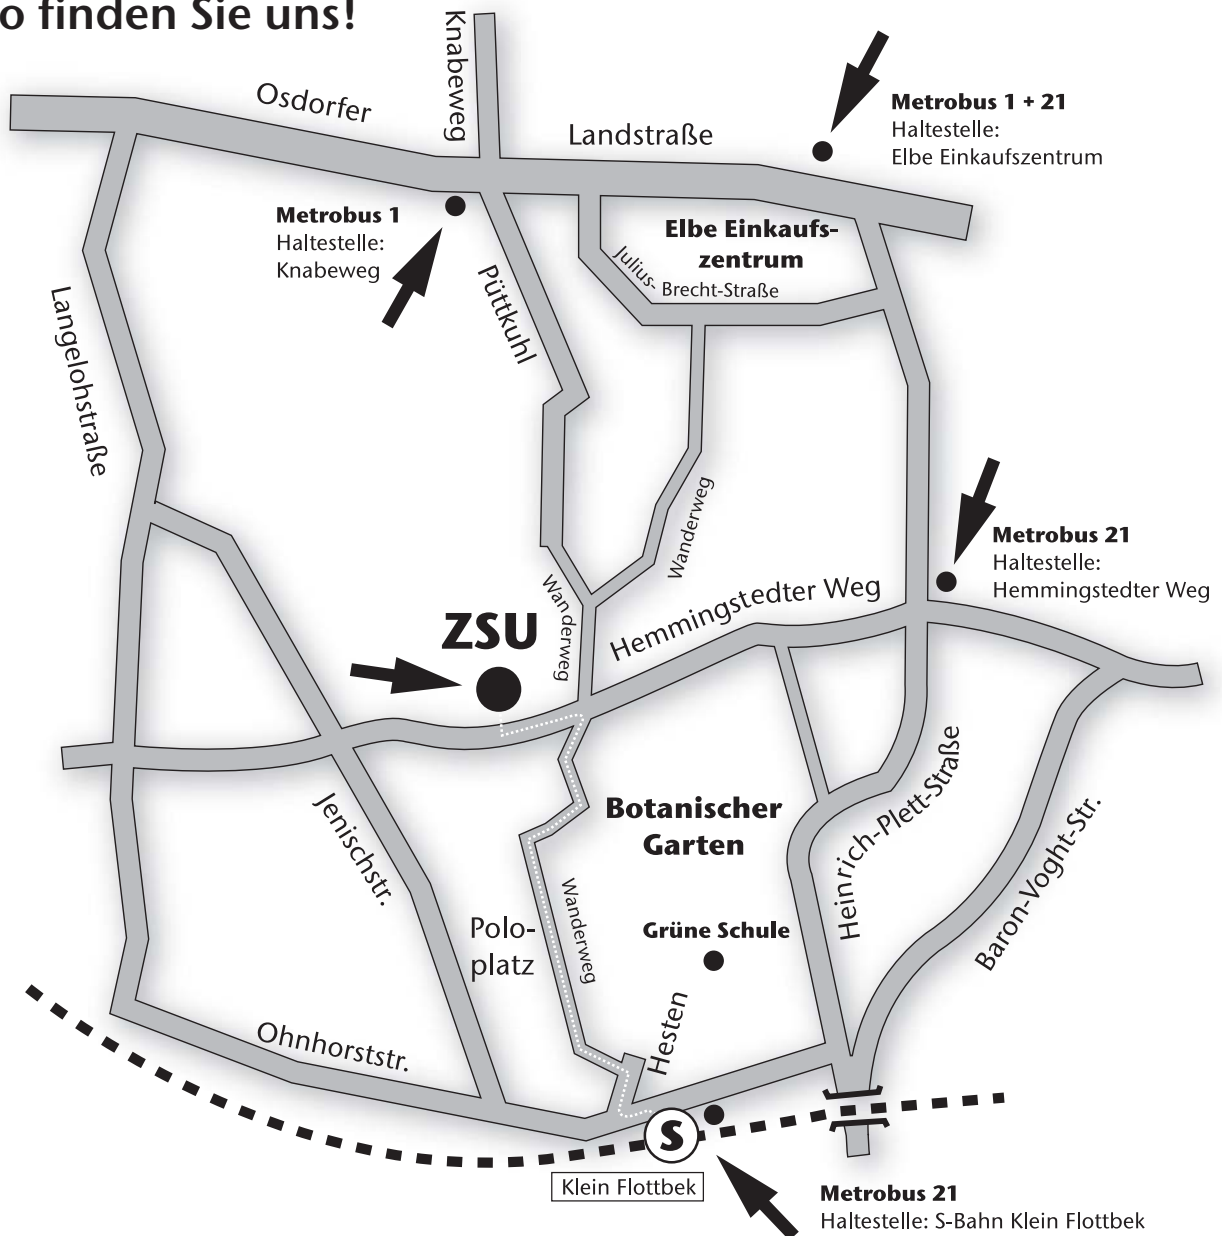 o finden Sie uns!
Knabeweg
Osdorfer
Landstraße
Metrobus 1 + 21
Haltestelle:
Elbe Einkaufszentrum
Metrobus 1
Haltestelle:
Knabeweg
Elbe Einkaufs-
zentrum
Julius-
Brecht-Straße
Püttkuhl
Langelohstraße
Wanderweg
Metrobus 21
Haltestelle:
Hemmingstedter Weg
Wanderweg
Hemmingstedter Weg
ZSU
Jenischstr.
Botanischer
Garten
Heinrich-Plett-Straße
Baron-Voght-Str.
Polo-
platz
Wanderweg
Grüne Schule
Hesten
Ohnhorststr.
S
Klein Flottbek
Metrobus 21
Haltestelle: S-Bahn Klein Flottbek